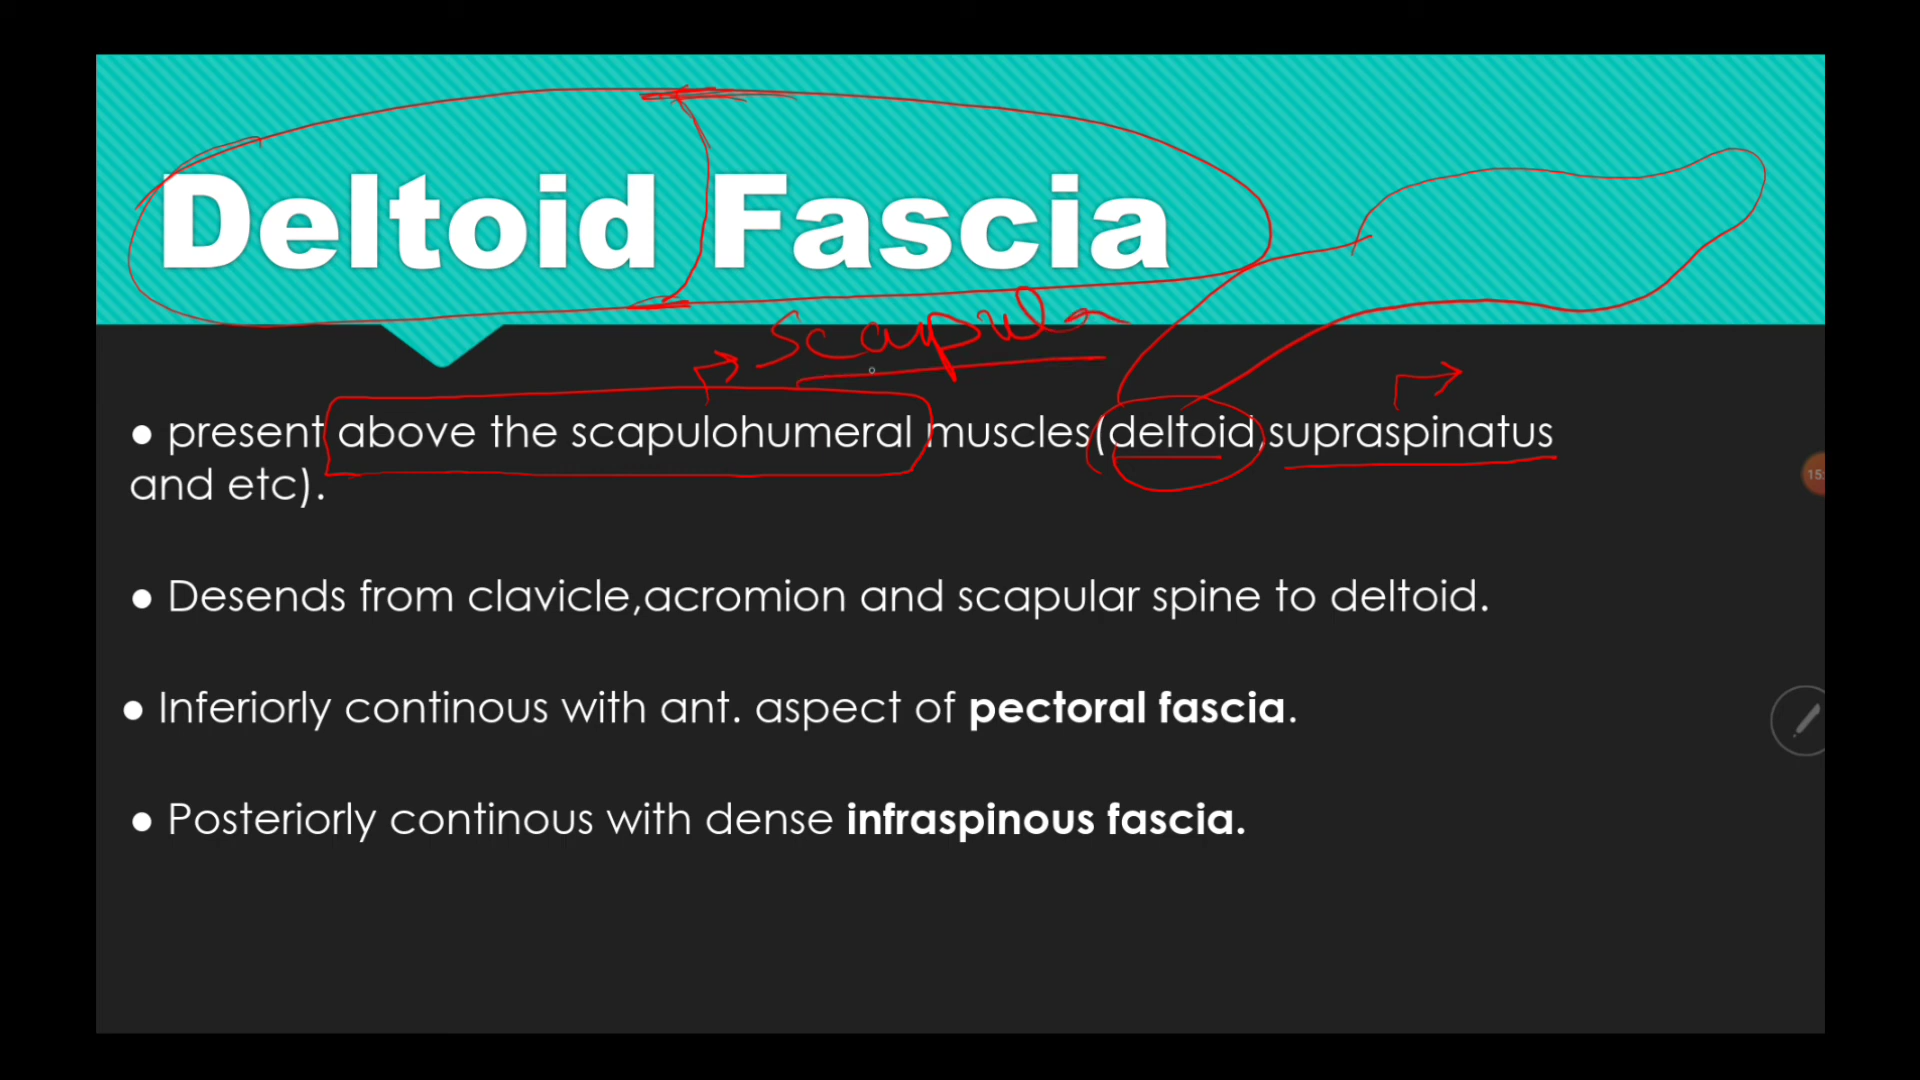 Deltoid Fascia
scapula
● present above the scapulohumeral muscles(deltoid,supraspinatus
and etc).
● Desends from clavicle,acromion and scapular spine to deltoid.
● Inferiorly continous with ant. aspect of pectoral fascia.
● Posteriorly continous with dense infraspinous fascia.